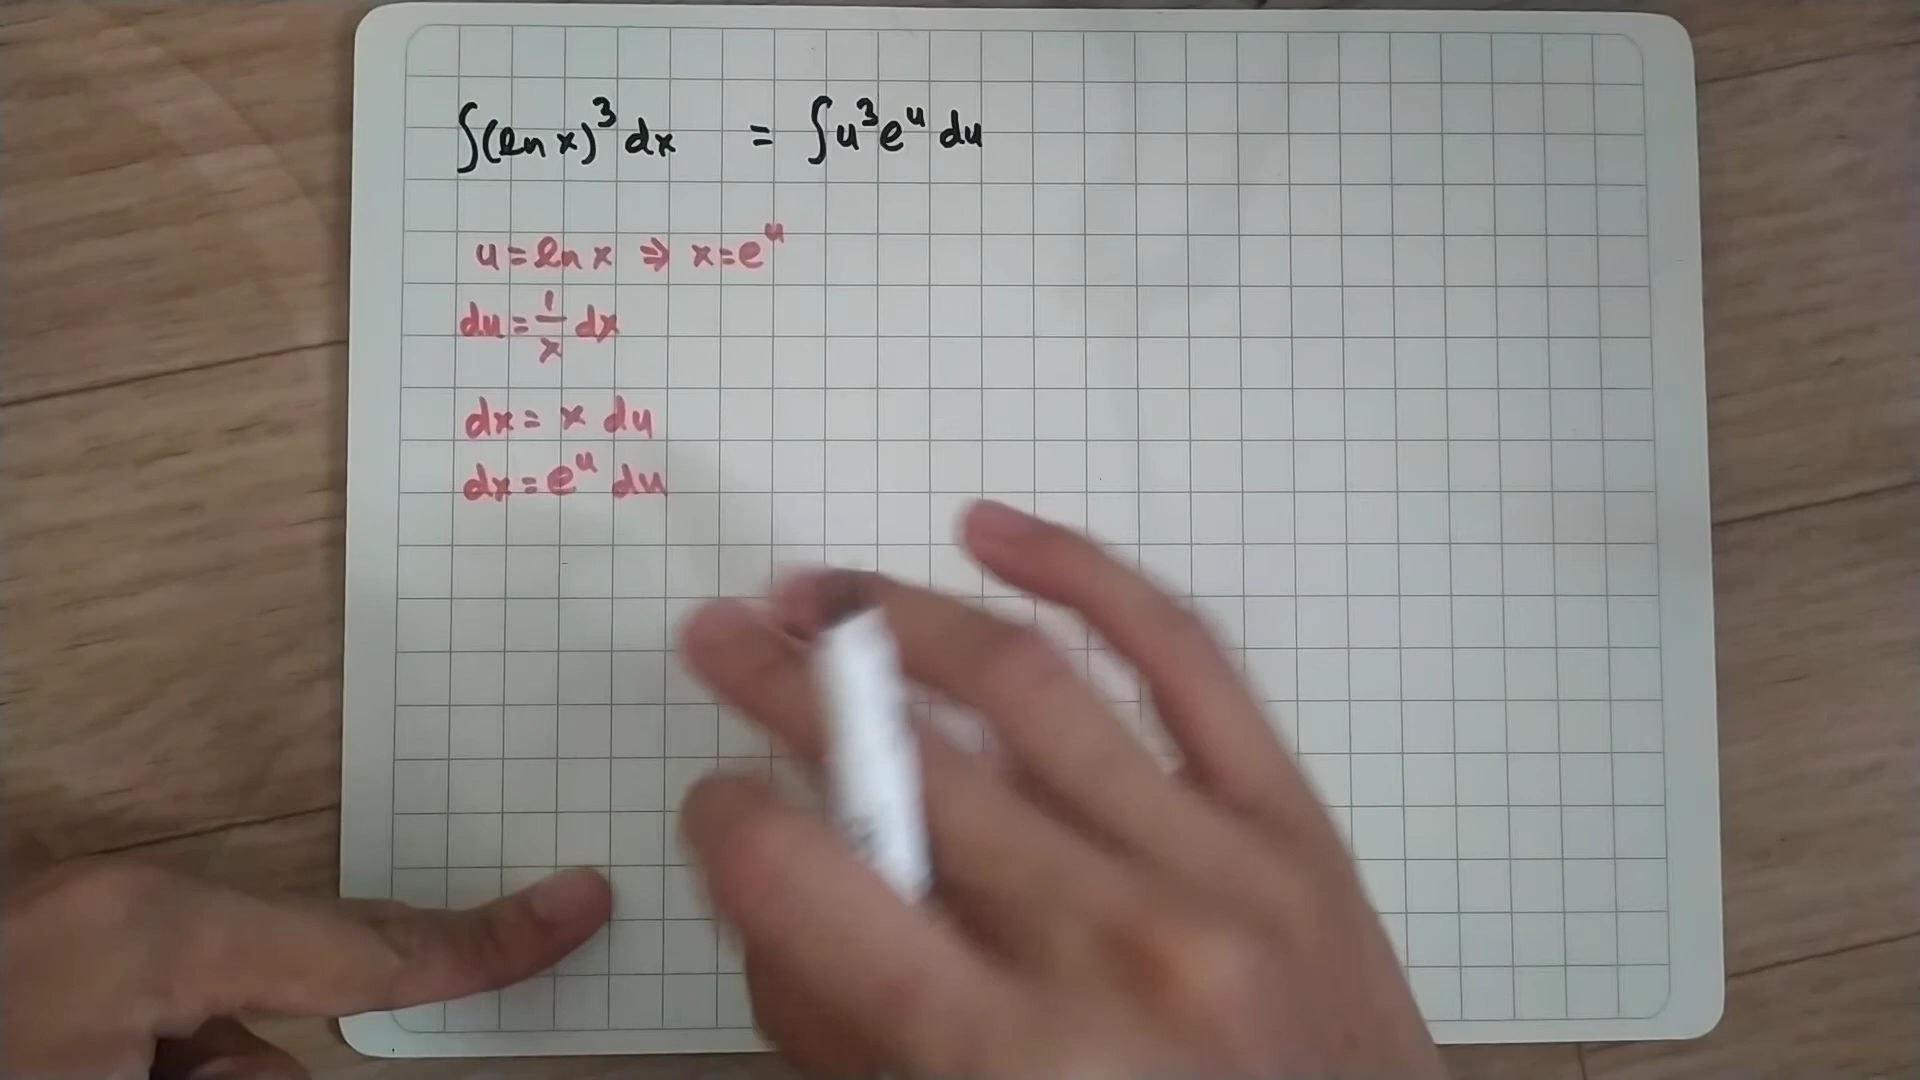 ∫(ln x)³ dx = ∫u³eᵘ du
u = ln x ⇒ x = eᵘ
du = 1/x dx
dx = x du
dx = eᵘ du